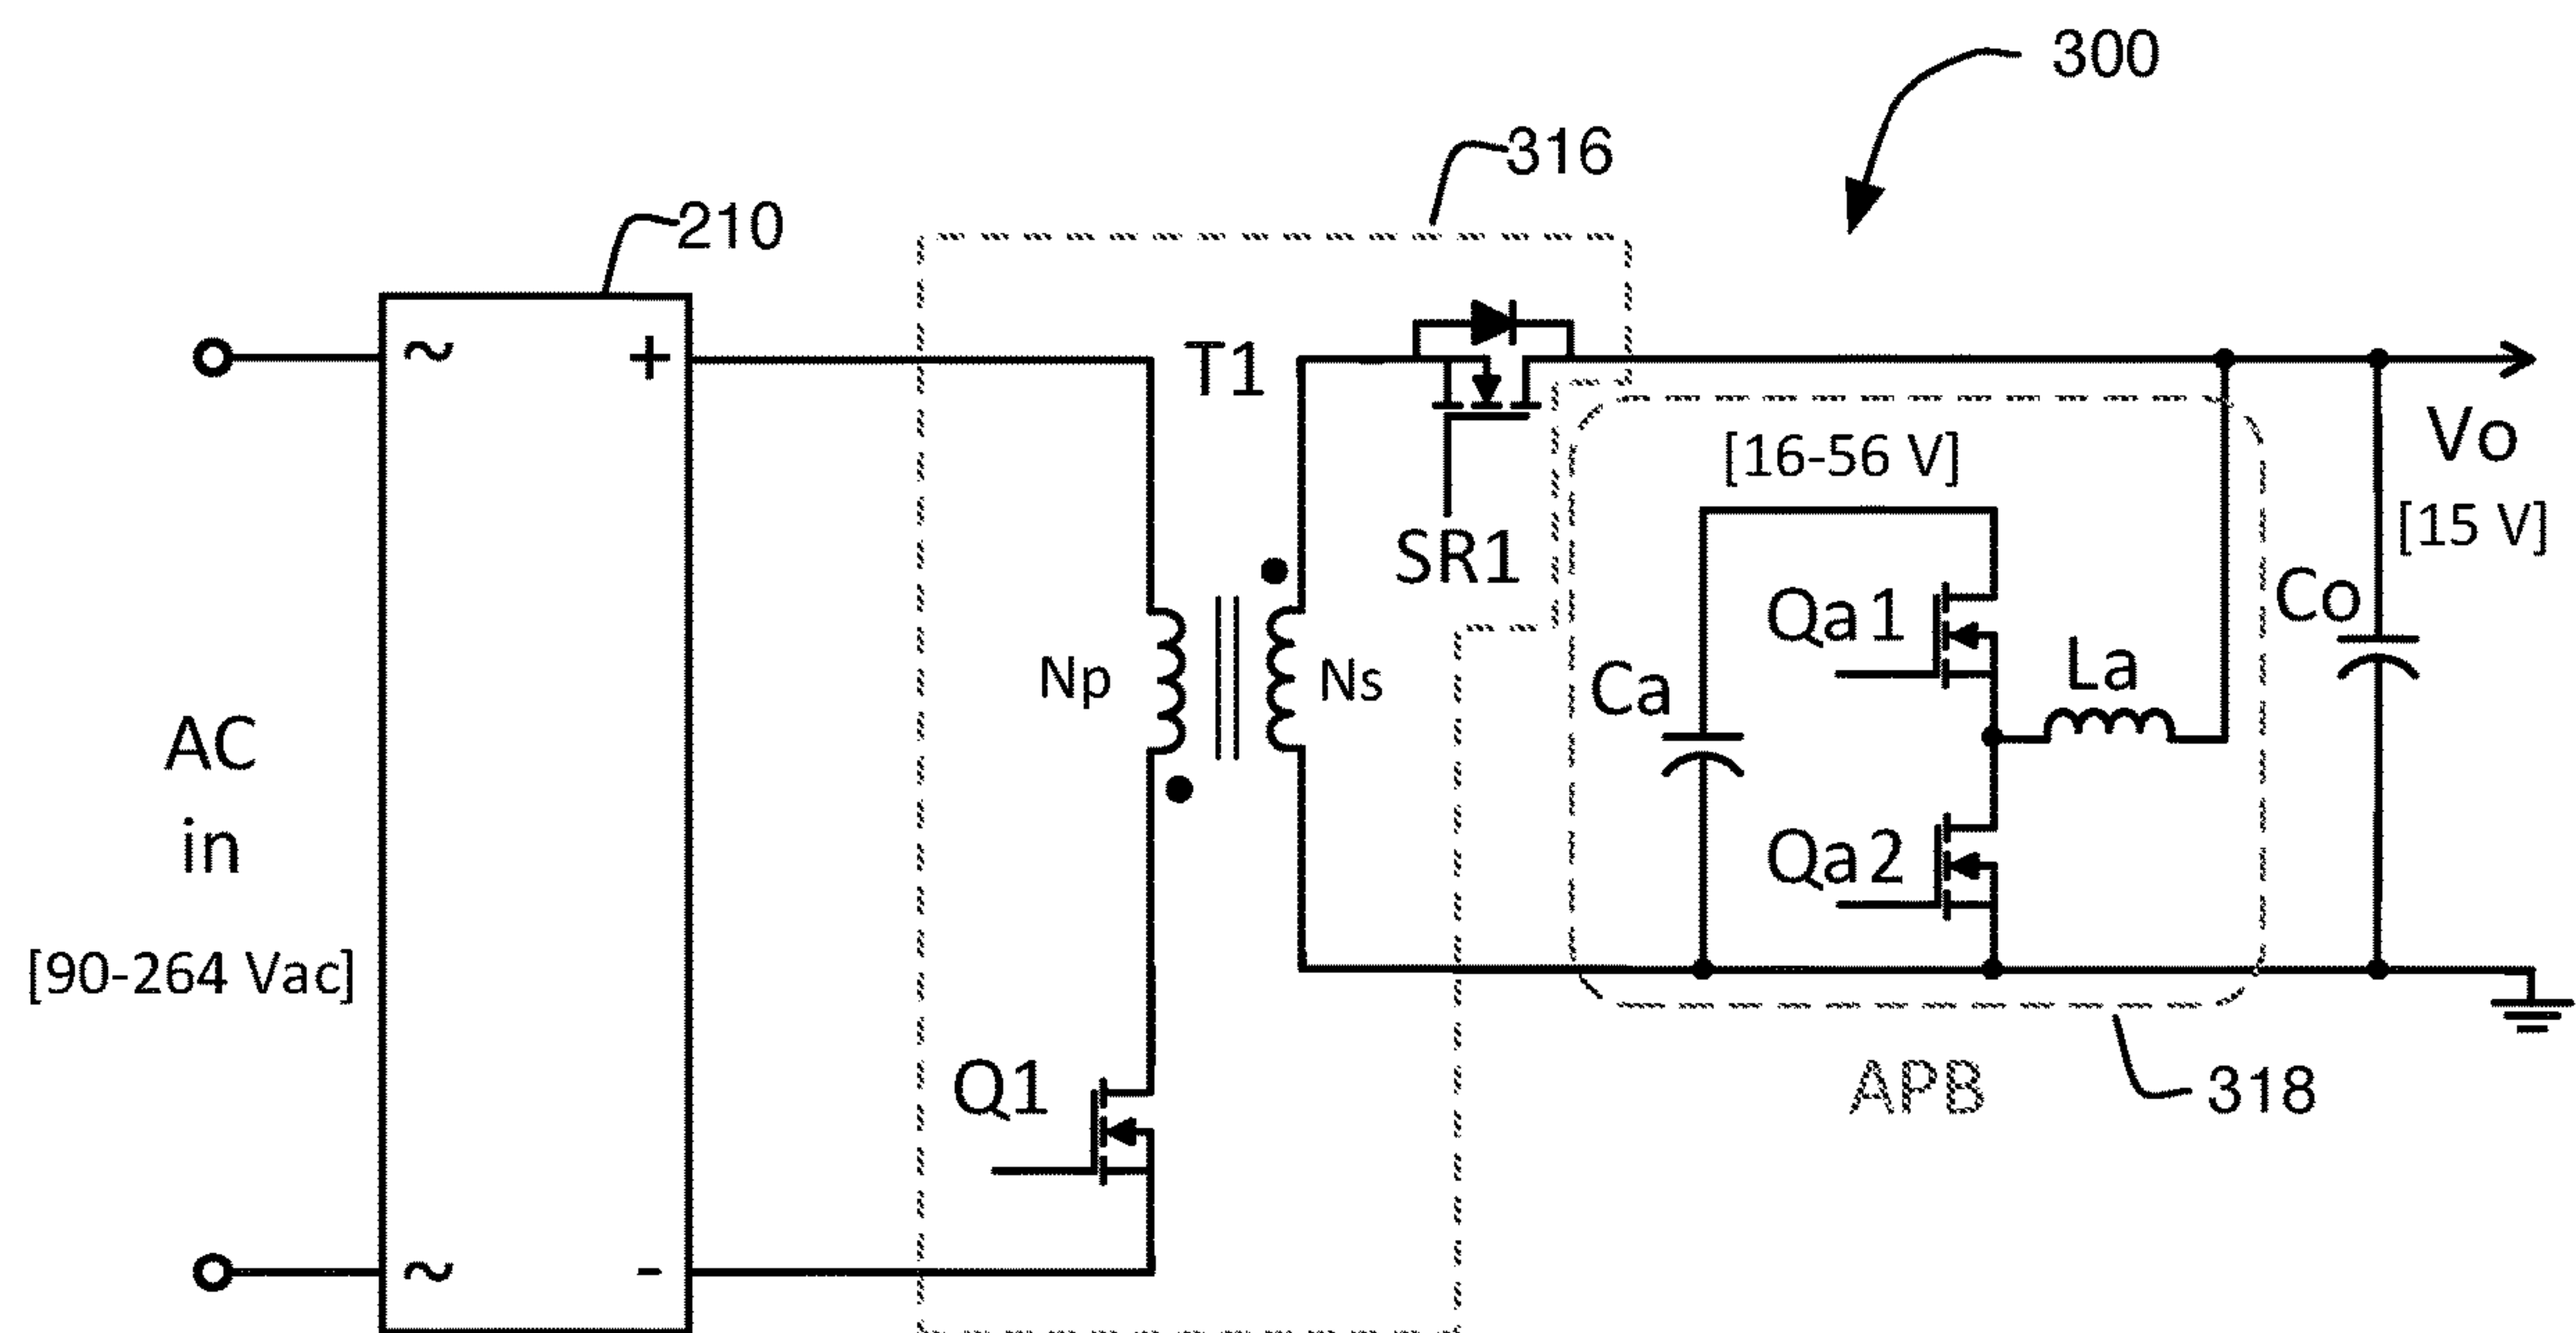 300
316
210
~
+
T1
Vo
[16-56 V]
[15 V]
SR1
Qa1
Co
La
Np
Ns
Ca
AC
in
Qa2
[90-264 Vac]
Q1
APB
318
~
-